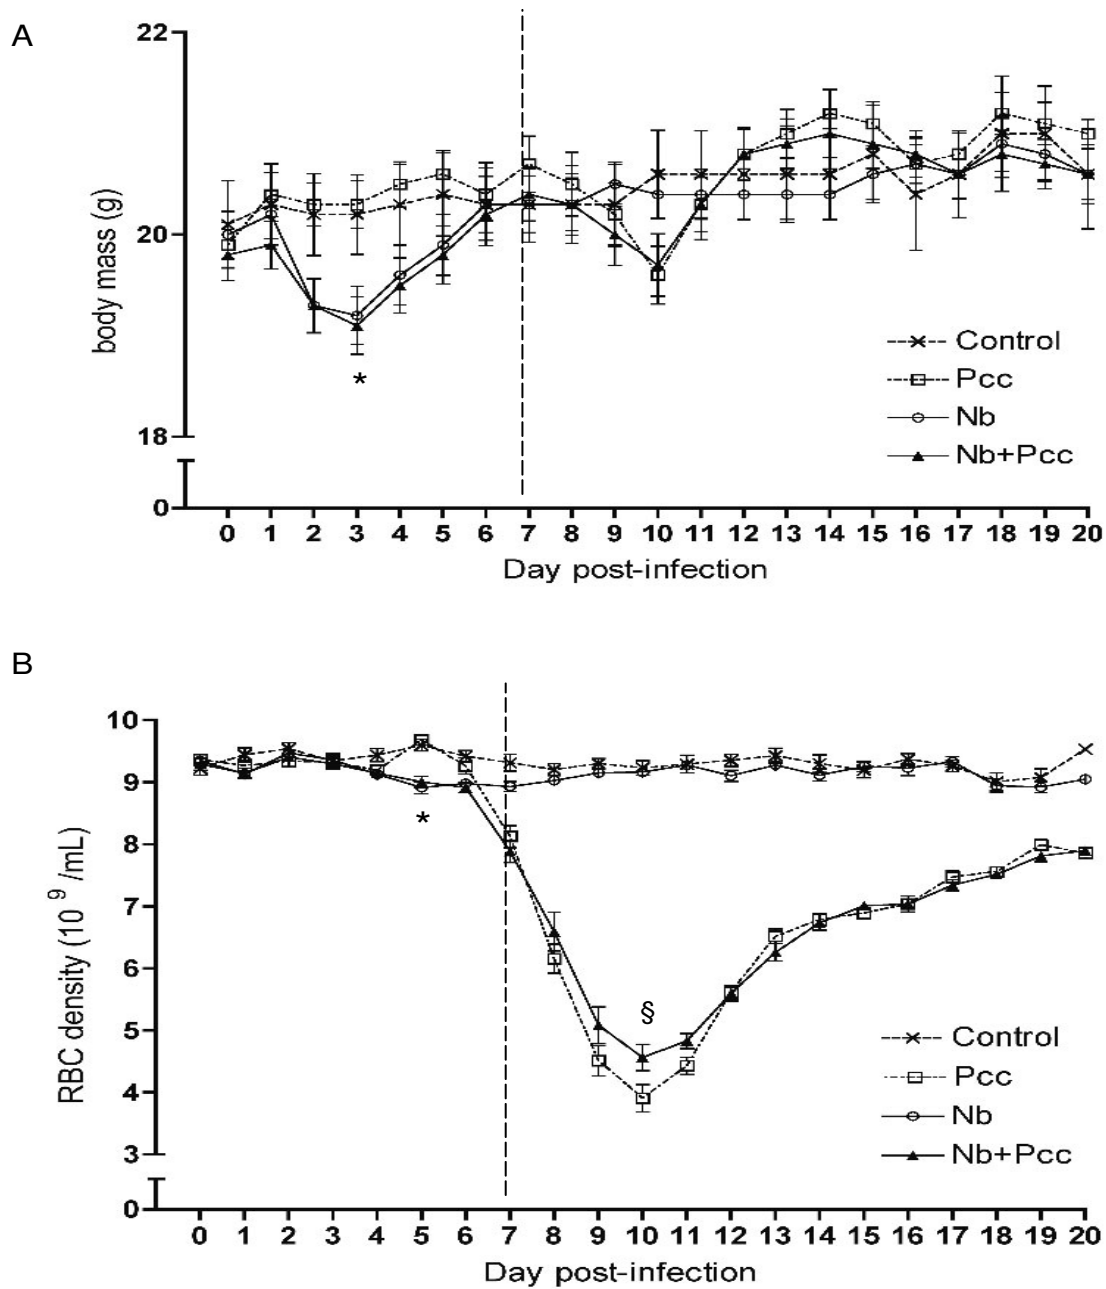 A
22
20
18
0
body mass (g)
*
Control
Pcc
Nb
Nb+Pcc
0 1 2 3 4 5 6 7 8 9 10 11 12 13 14 15 16 17 18 19 20
Day post-infection
B
10
9
8
7
6
5
4
3
0
RBC density (10 9 /mL)
*
§
Control
Pcc
Nb
Nb+Pcc
0 1 2 3 4 5 6 7 8 9 10 11 12 13 14 15 16 17 18 19 20
Day post-infection